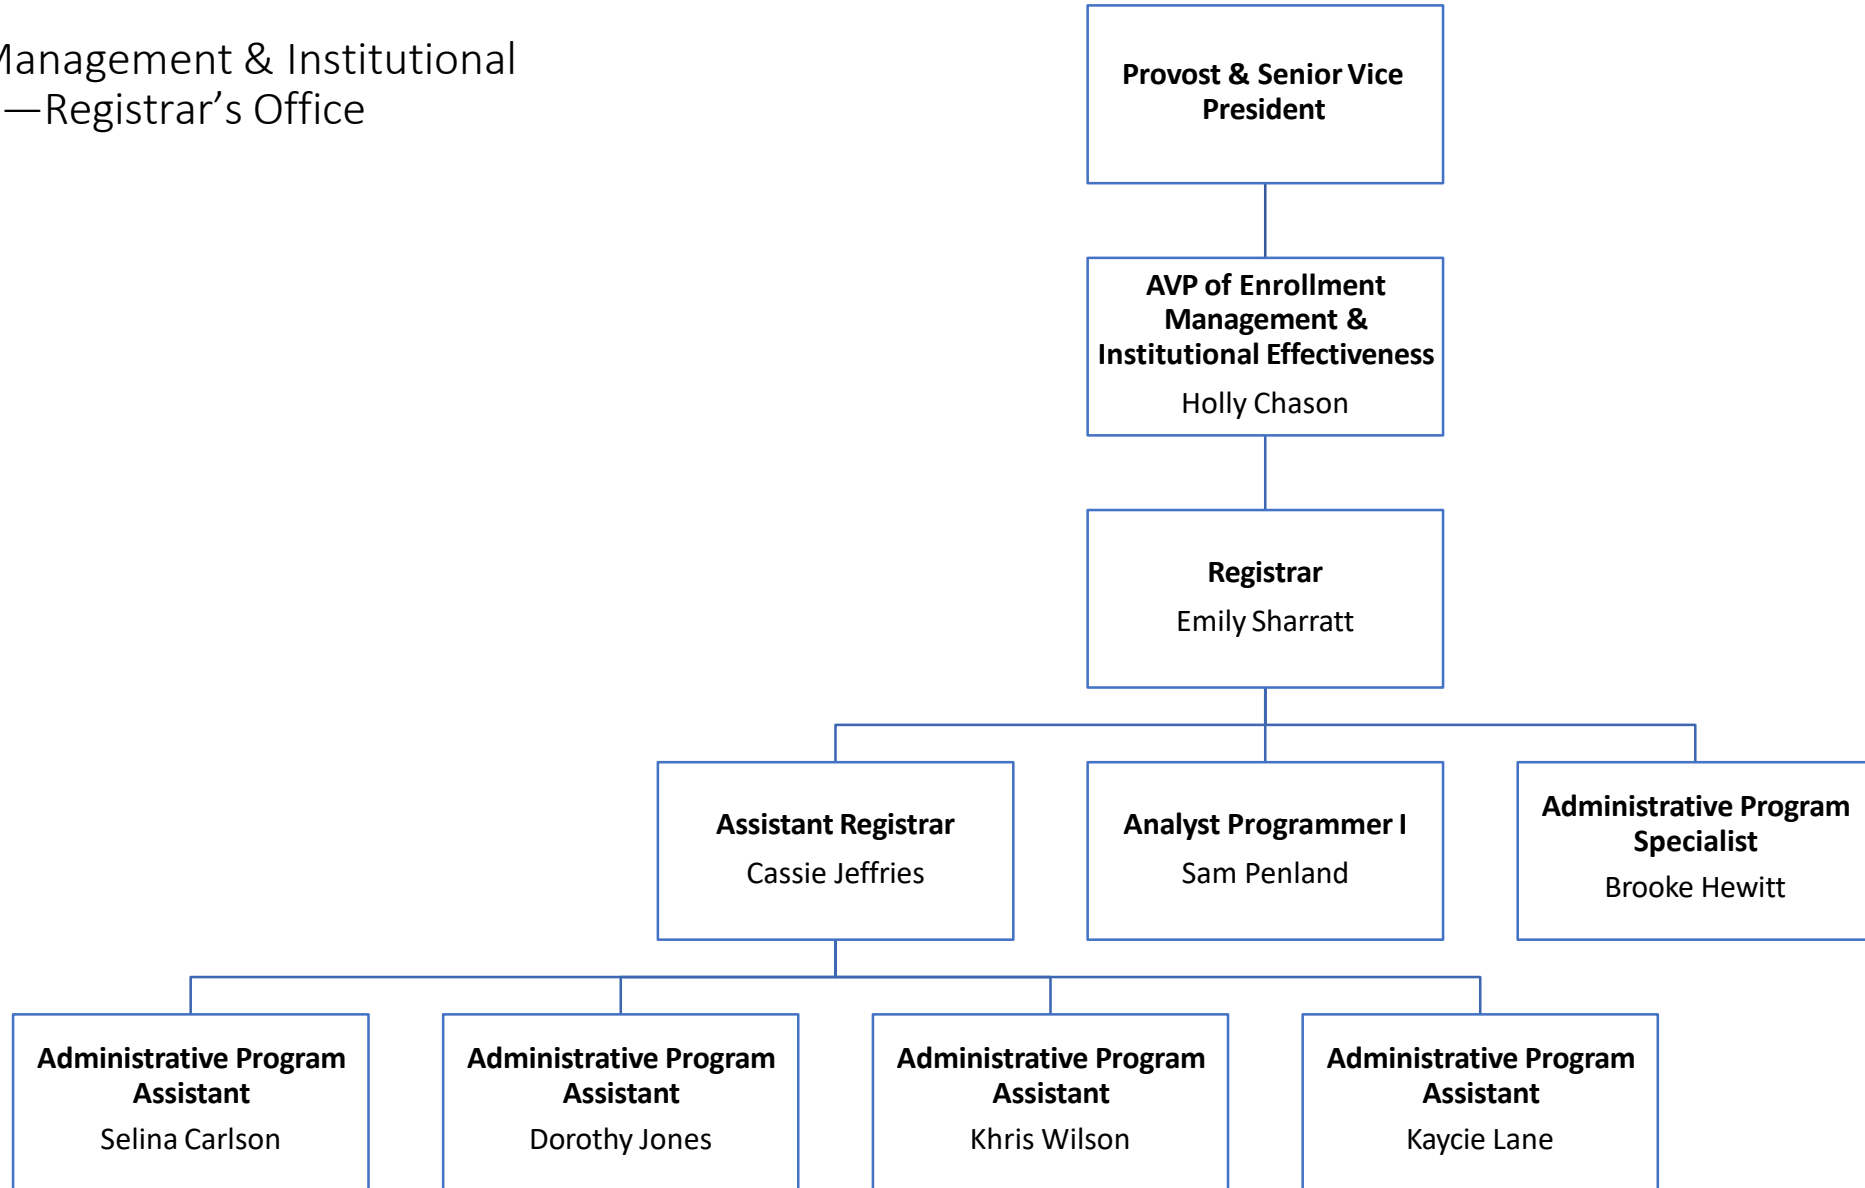 Management & Institutional
—Registrar’s Office
Provost & Senior Vice
President
AVP of Enrollment
Management &
Institutional Effectiveness
Holly Chason
Registrar
Emily Sharratt
Assistant Registrar
Cassie Jeffries
Analyst Programmer I
Sam Penland
Administrative Program
Specialist
Brooke Hewitt
Administrative Program
Assistant
Selina Carlson
Administrative Program
Assistant
Dorothy Jones
Administrative Program
Assistant
Khris Wilson
Administrative Program
Assistant
Kaycie Lane